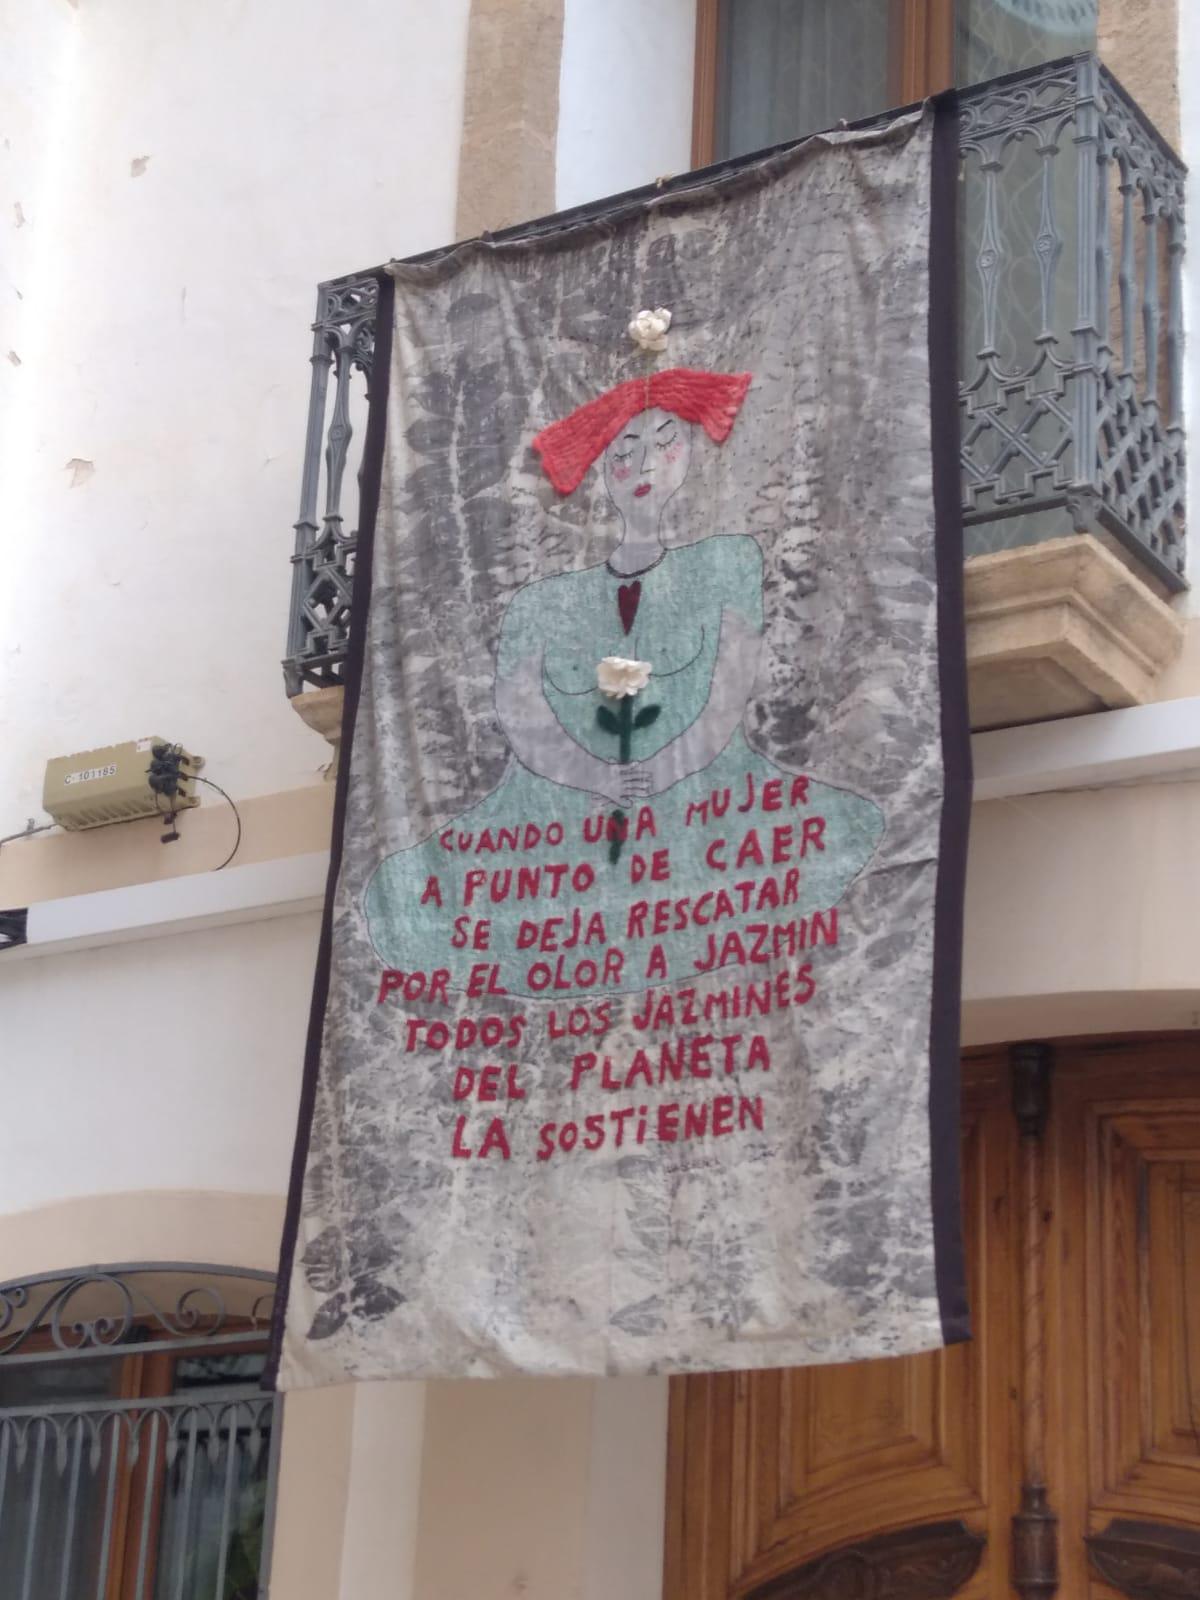 C-101185
CUANDO UNA MUJER
A PUNTO DE CAER
SE DEJA RESCATAR
POR EL OLOR A JAZMIN
TODOS LOS JAZMINES
DEL PLANETA
LA SOSTiENEN